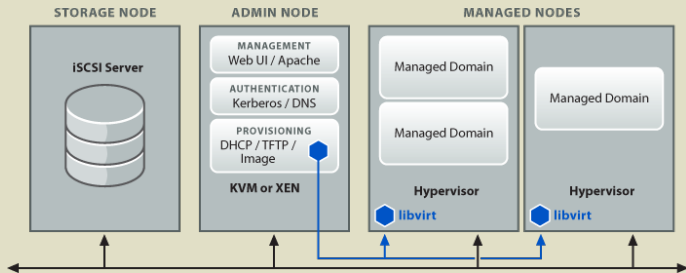 STORAGE NODE
iSCSI Server
ADMIN NODE
MANAGEMENT
Web UI / Apache
AUTHENTICATION
Kerberos / DNS
PROVISIONING
DHCP / TFTP /
Image
KVM or XEN
MANAGED NODES
Managed Domain
Managed Domain
Hypervisor
libvirt
Managed Domain
Hypervisor
libvirt